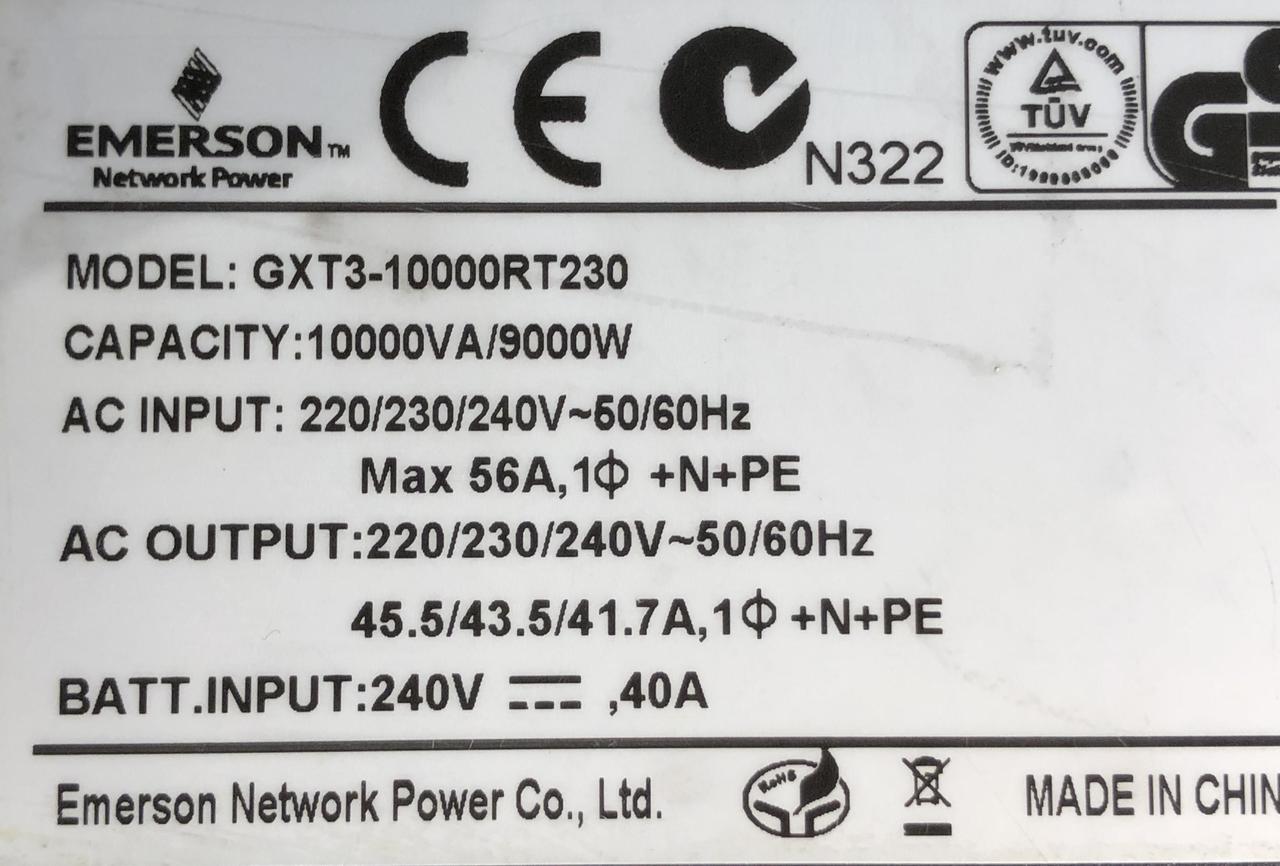 EMERSON™
Network Power
CE
N322
www.tuv.com
TÜV
MODEL: GXT3-10000RT230
CAPACITY:10000VA/9000W
AC INPUT: 220/230/240V~50/60Hz
Max 56A,1Φ +N+PE
AC OUTPUT:220/230/240V~50/60Hz
45.5/43.5/41.7A,1Φ +N+PE
BATT.INPUT:240V ⎓ ,40A
Emerson Network Power Co., Ltd.
RoHS
MADE IN CHIN